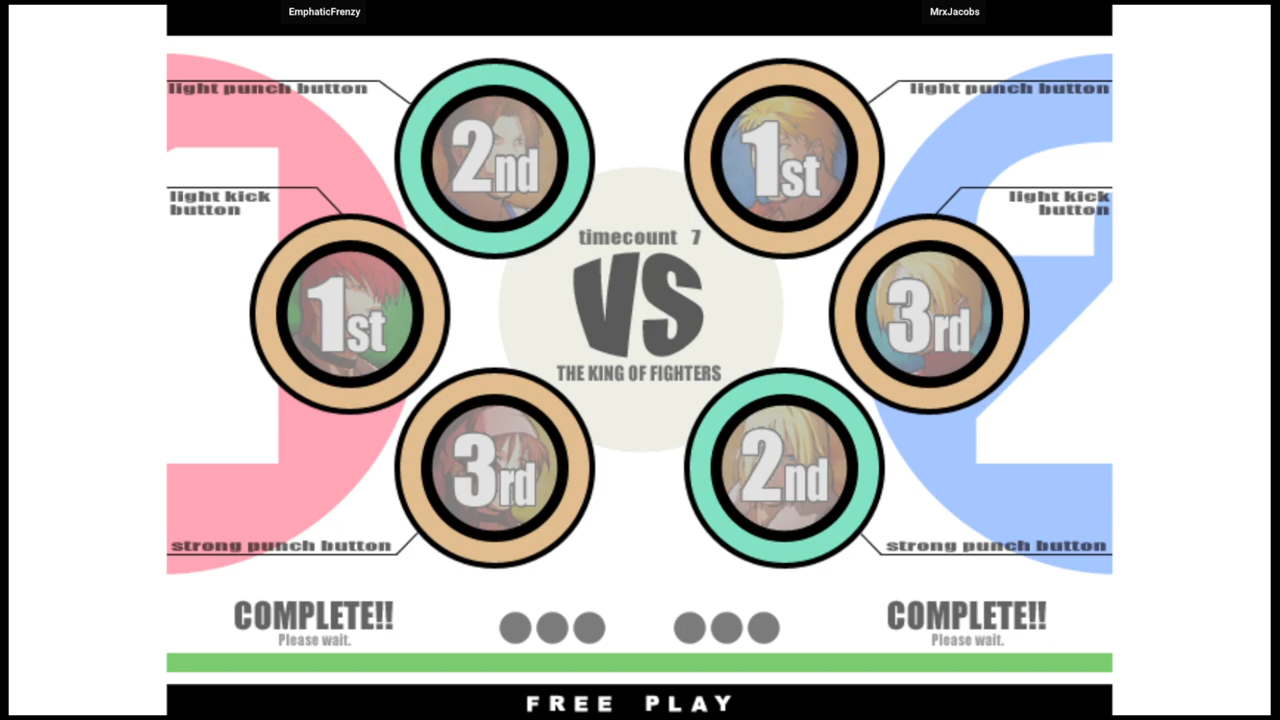 EmphaticFrenzy
MrxJacobs
light punch button
2nd
1st
light punch button
light kick
button
light kick
button
timecount 7
VS
THE KING OF FIGHTERS
1st
3rd
3rd
2nd
strong punch button
strong punch button
COMPLETE!!
Please wait.
COMPLETE!!
Please wait.
FREE PLAY